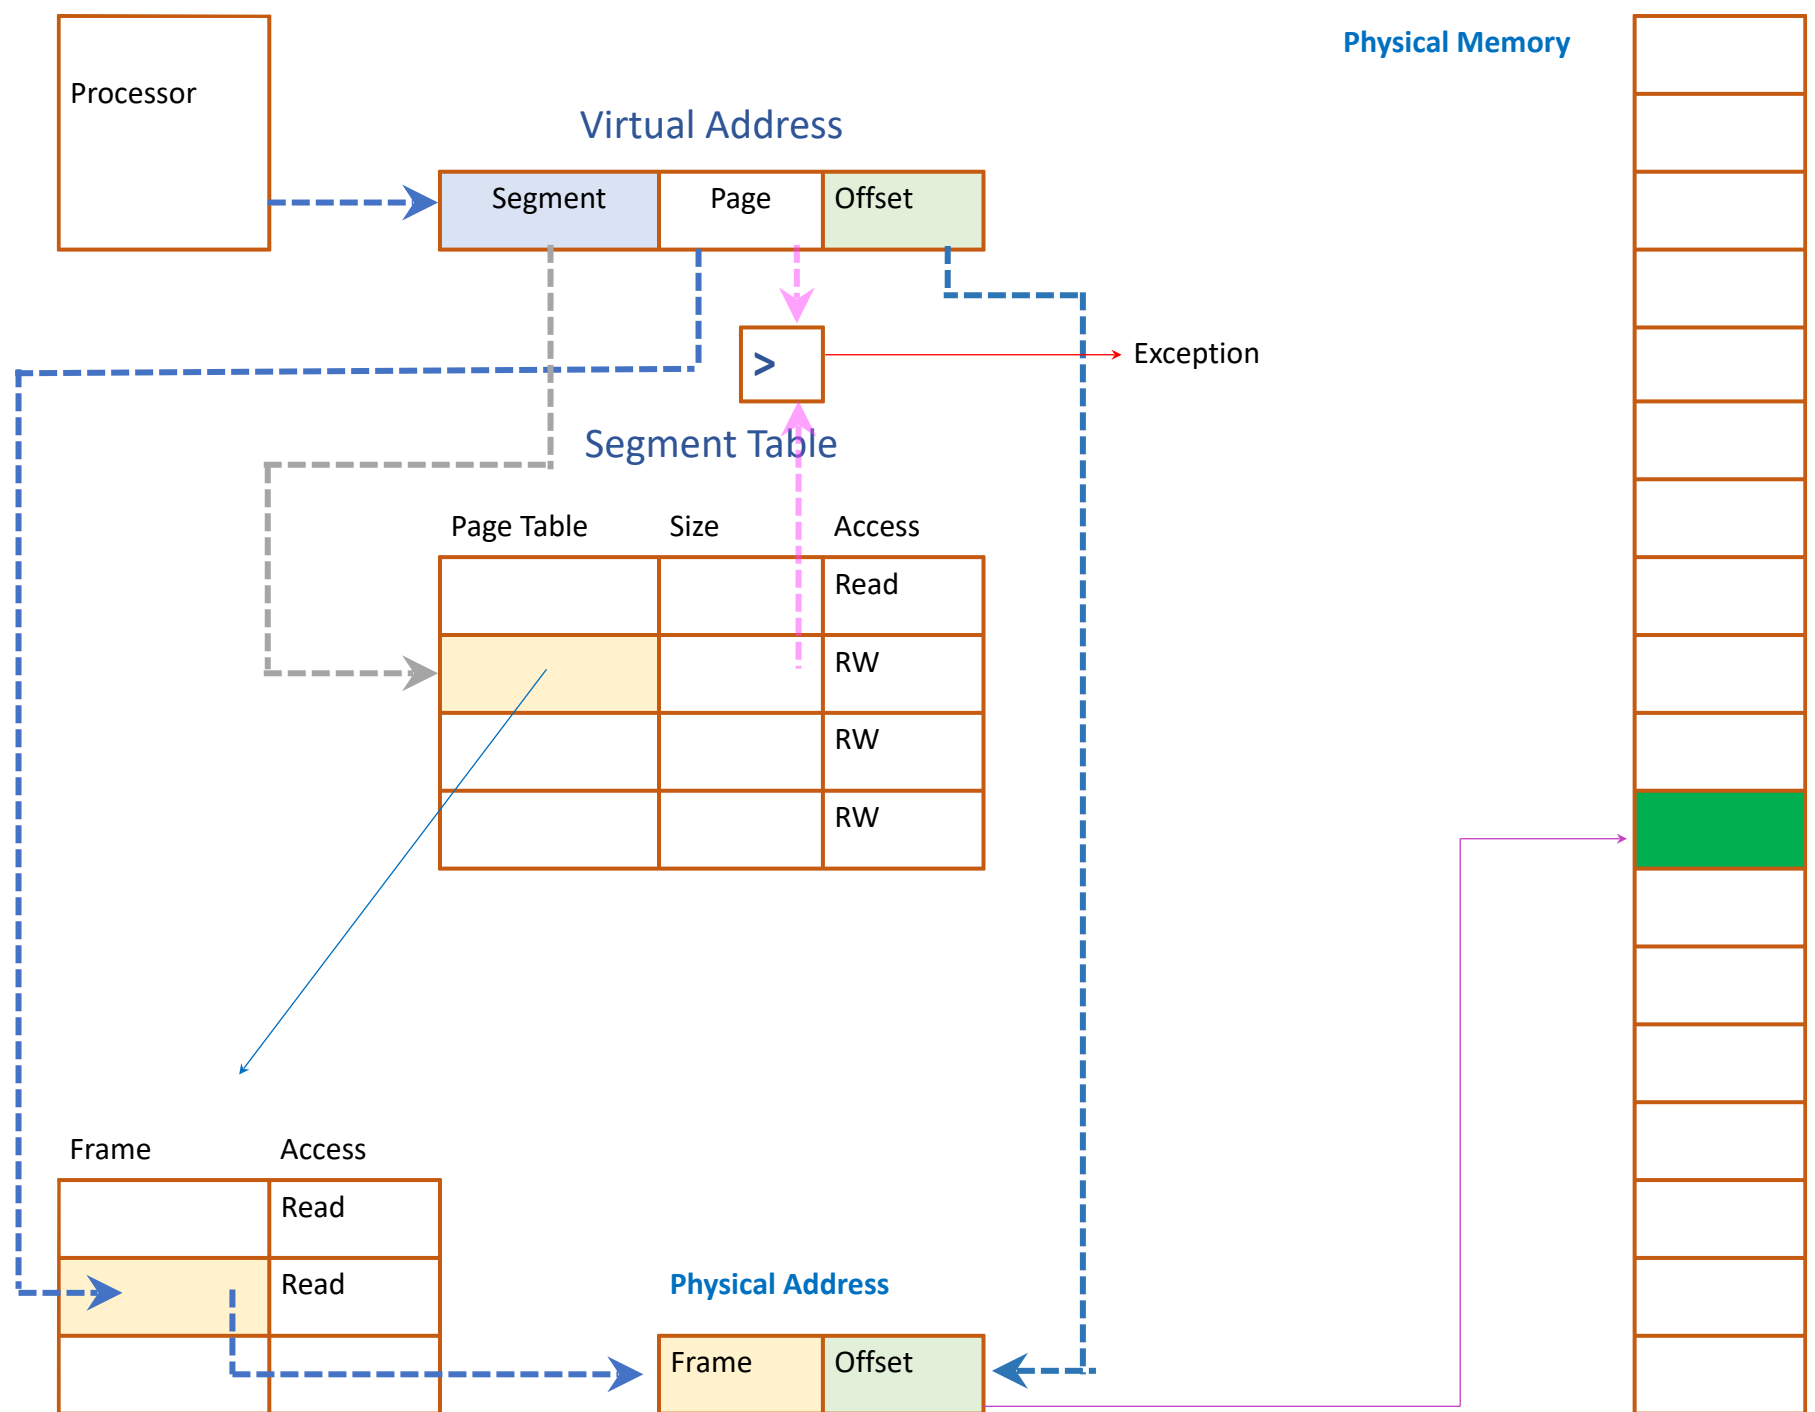 Physical Memory
Processor
Virtual Address
Segment Page Offset
>
Exception
Segment Table
Page Table Size Access
Read
RW
RW
RW
Frame Access
Read
Read
Physical Address
Frame Offset